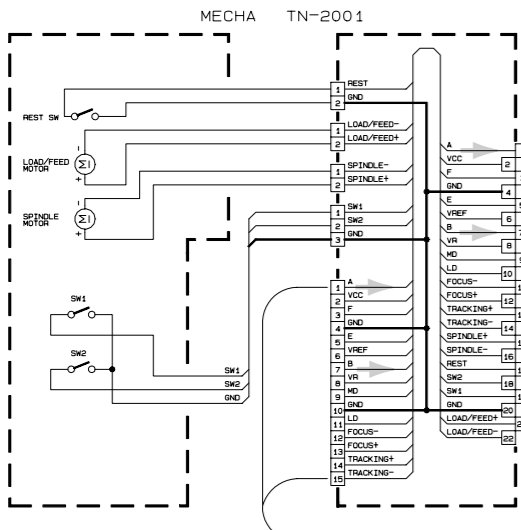 MECHA TN-2001
1 REST
2 GND
REST SW
1 LOAD/FEED-
2 LOAD/FEED+
LOAD/FEED
MOTOR
1 SPINDLE-
2 SPINDLE+
SPINDLE
MOTOR
1 SW1
2 SW2
3 GND
SW1
SW2
SW1
SW2
GND
1 A
2 VCC
3 F
4 GND
5 E
6 VREF
7 B
8 VR
9 MD
10 GND
11 LD
12 FOCUS-
13 FOCUS+
14 TRACKING+
15 TRACKING-
A
VCC 2
F
GND 4
E
VREF 6
B
VR 8
MD
LD 10
FOCUS-
FOCUS+ 12
TRACKING+
TRACKING- 14
SPINDLE+
SPINDLE- 16
REST
SW2 18
SW1
GND 20
LOAD/FEED+
LOAD/FEED- 22